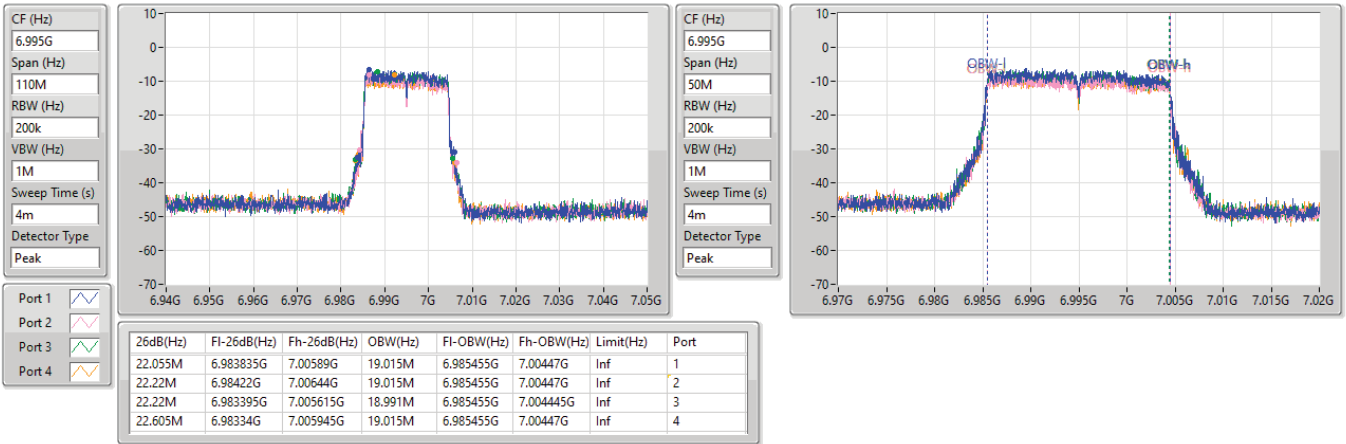 CF (Hz)
6.995G
Span (Hz)
110M
RBW (Hz)
200k
VBW (Hz)
1M
Sweep Time (s)
4m
Detector Type
Peak
10
0
-10
-20
-30
-40
-50
-60
-70
6.94G 6.95G 6.96G 6.97G 6.98G 6.99G 7G 7.01G 7.02G 7.03G 7.04G 7.05G
CF (Hz)
6.995G
Span (Hz)
50M
RBW (Hz)
200k
VBW (Hz)
1M
Sweep Time (s)
4m
Detector Type
Peak
10
0
-10
-20
-30
-40
-50
-60
-70
OBW-l OBW-h
6.97G 6.975G 6.98G 6.985G 6.99G 6.995G 7G 7.005G 7.01G 7.015G 7.02G
Port 1
Port 2
Port 3
Port 4
26dB(Hz) Fl-26dB(Hz) Fh-26dB(Hz) OBW(Hz) Fl-OBW(Hz) Fh-OBW(Hz) Limit(Hz) Port
22.055M 6.983835G 7.00589G 19.015M 6.985455G 7.00447G Inf 1
22.22M 6.98422G 7.00644G 19.015M 6.985455G 7.00447G Inf 2
22.22M 6.983395G 7.005615G 18.991M 6.985455G 7.004445G Inf 3
22.605M 6.98334G 7.005945G 19.015M 6.985455G 7.00447G Inf 4